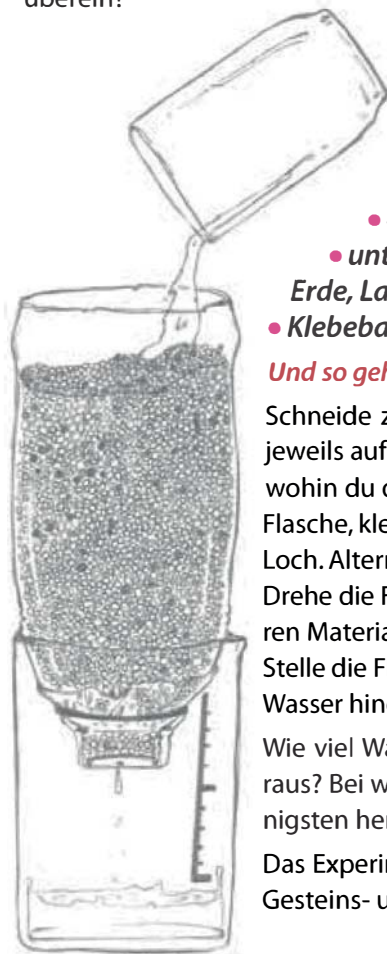 überein?
•
• unt
Erde, La
• Klebeba
Und so geh
Schneide z
jeweils auf
wohin du d
Flasche, kle
Loch. Altern
Drehe die F
ren Materia
Stelle die F
Wasser hine
Wie viel Wa
raus? Bei w
nigsten her
Das Experim
Gesteins- u